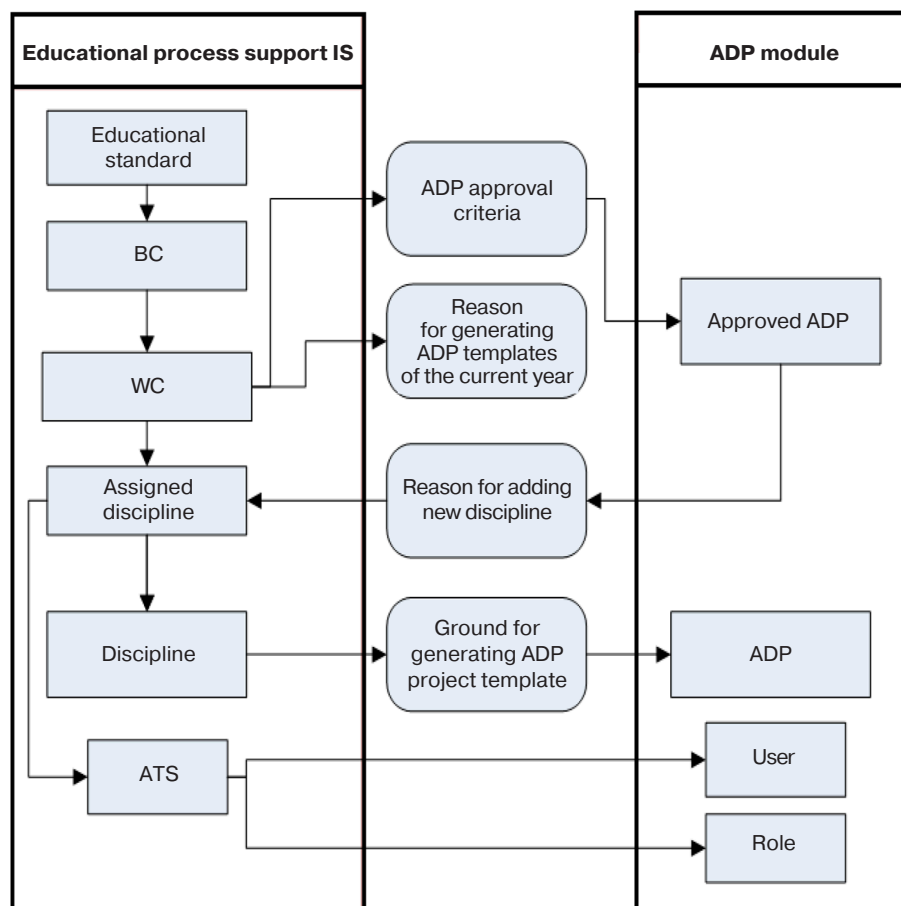 Educational process support IS
ADP module
Educational
standard
ADP approval
criteria
BC
Reason
for generating
ADP templates
of the current year
Approved ADP
WC
Assigned
discipline
Reason for adding
new discipline
Discipline
Ground for
generating ADP
project template
ADP
ATS
User
Role